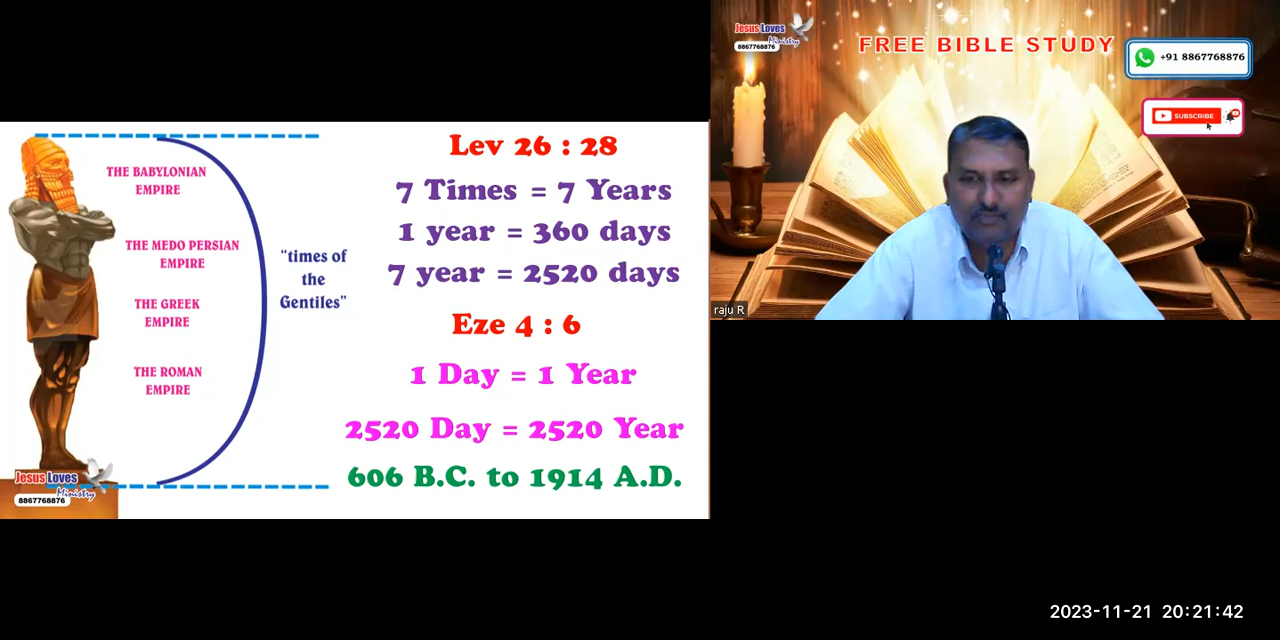 THE BABYLONIAN
EMPIRE
THE MEDO PERSIAN
EMPIRE
THE GREEK
EMPIRE
THE ROMAN
EMPIRE
"times of
the
Gentiles"
Lev 26 : 28
7 Times = 7 Years
1 year = 360 days
7 year = 2520 days
Eze 4 : 6
1 Day = 1 Year
2520 Day = 2520 Year
606 B.C. to 1914 A.D.
Jesus Loves
Ministry
8867768876
Jesus Loves
Ministry
8867768876
FREE BIBLE STUDY
+91 8867768876
SUBSCRIBE
raju R
2023-11-21 20:21:42